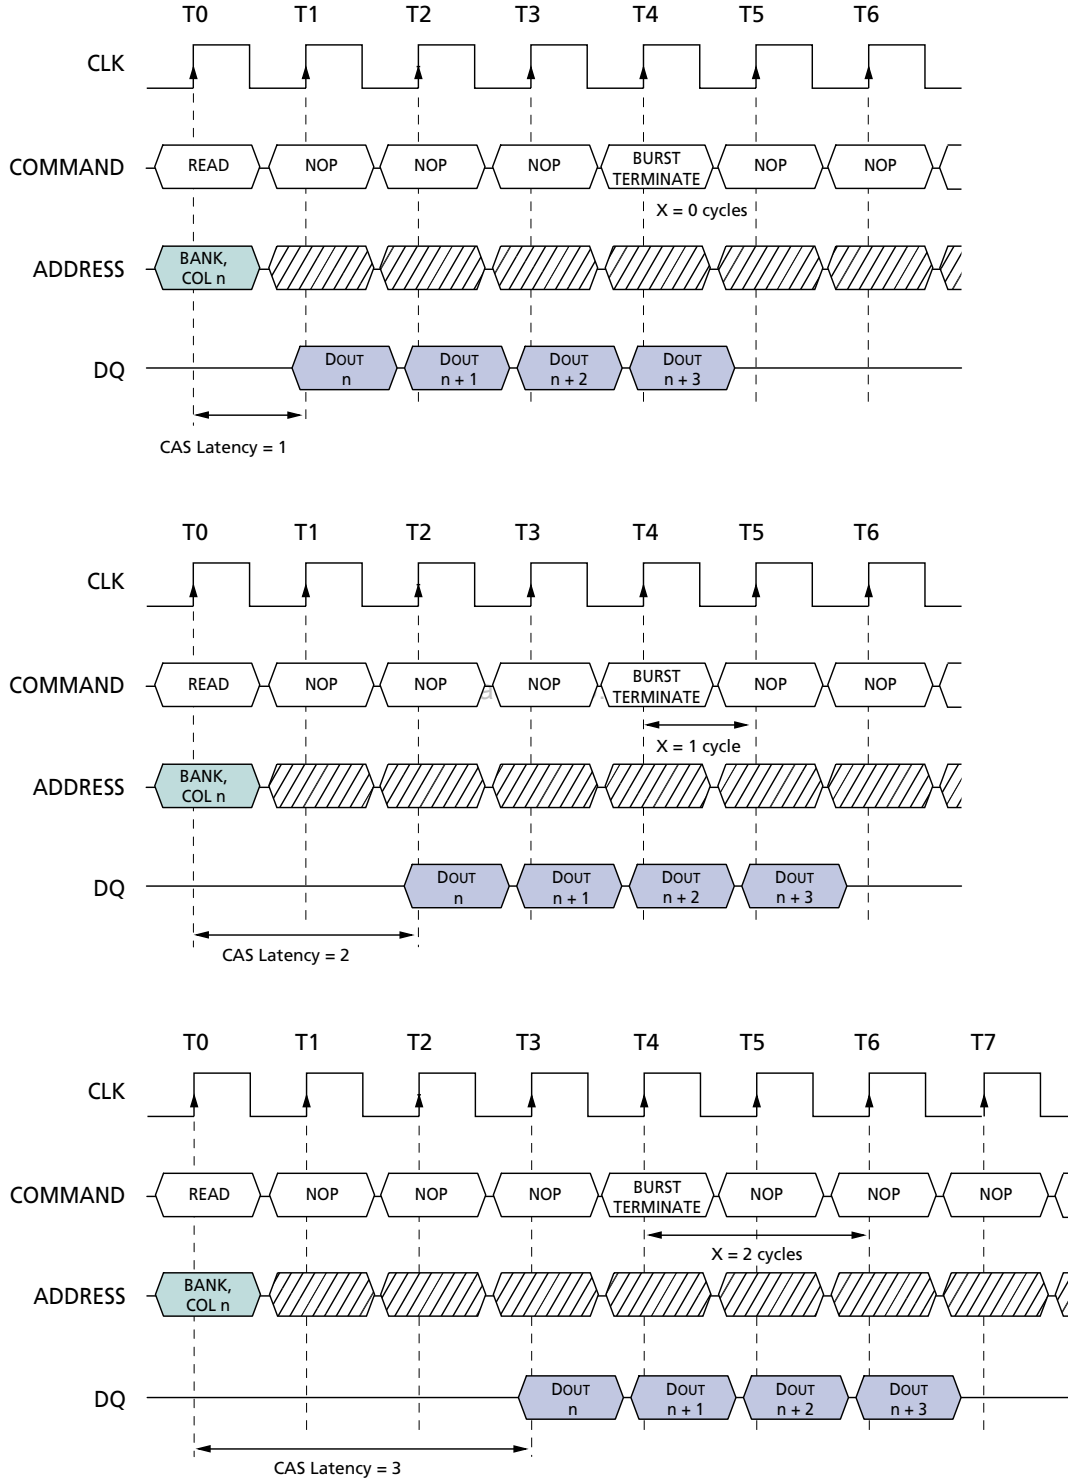 T0 T1 T2 T3 T4 T5 T6
CLK
COMMAND READ NOP NOP NOP BURST TERMINATE NOP NOP
X = 0 cycles
ADDRESS BANK, COL n
DQ DOUT n DOUT n + 1 DOUT n + 2 DOUT n + 3
CAS Latency = 1
T0 T1 T2 T3 T4 T5 T6
CLK
COMMAND READ NOP NOP NOP BURST TERMINATE NOP NOP
X = 1 cycle
ADDRESS BANK, COL n
DQ DOUT n DOUT n + 1 DOUT n + 2 DOUT n + 3
CAS Latency = 2
T0 T1 T2 T3 T4 T5 T6 T7
CLK
COMMAND READ NOP NOP NOP BURST TERMINATE NOP NOP NOP
X = 2 cycles
ADDRESS BANK, COL n
DQ DOUT n DOUT n + 1 DOUT n + 2 DOUT n + 3
CAS Latency = 3